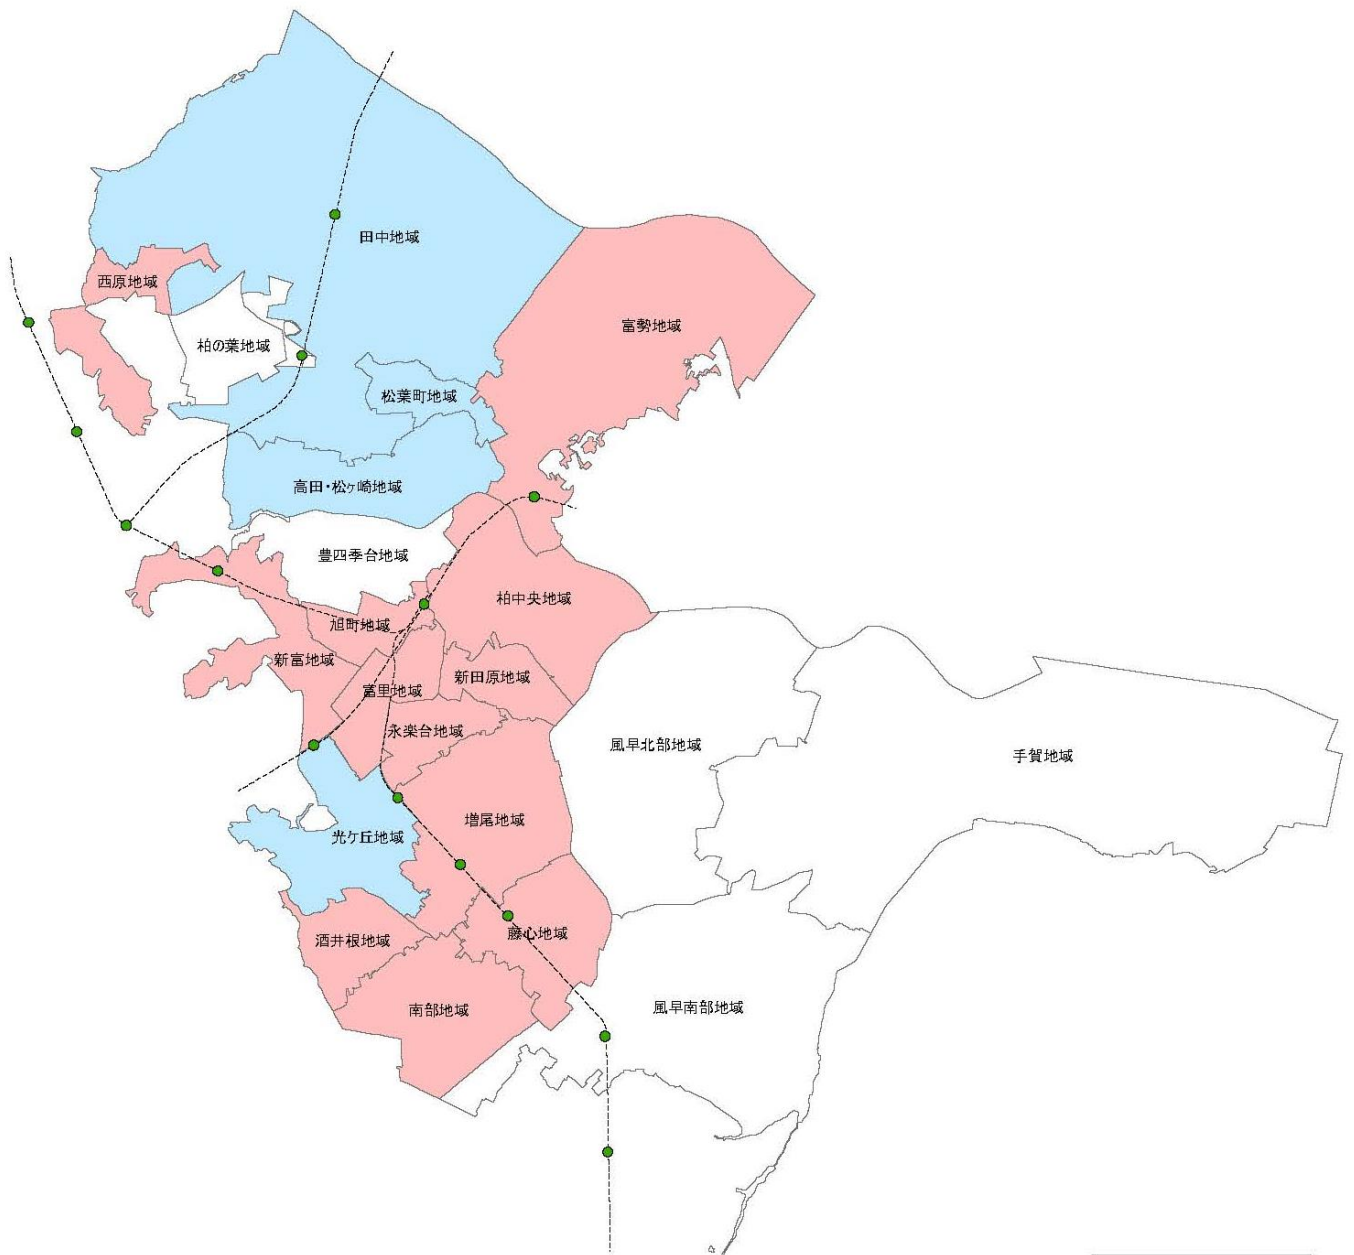 田中地域
西原地域
富勢地域
柏の葉地域
松葉町地域
高田・松ヶ崎地域
豊四季台地域
柏中央地域
旭町地域
新富地域
新田原地域
富里地域
永楽台地域
風早北部地域
手賀地域
増尾地域
光ケ丘地域
藤心地域
酒井根地域
南部地域
風早南部地域